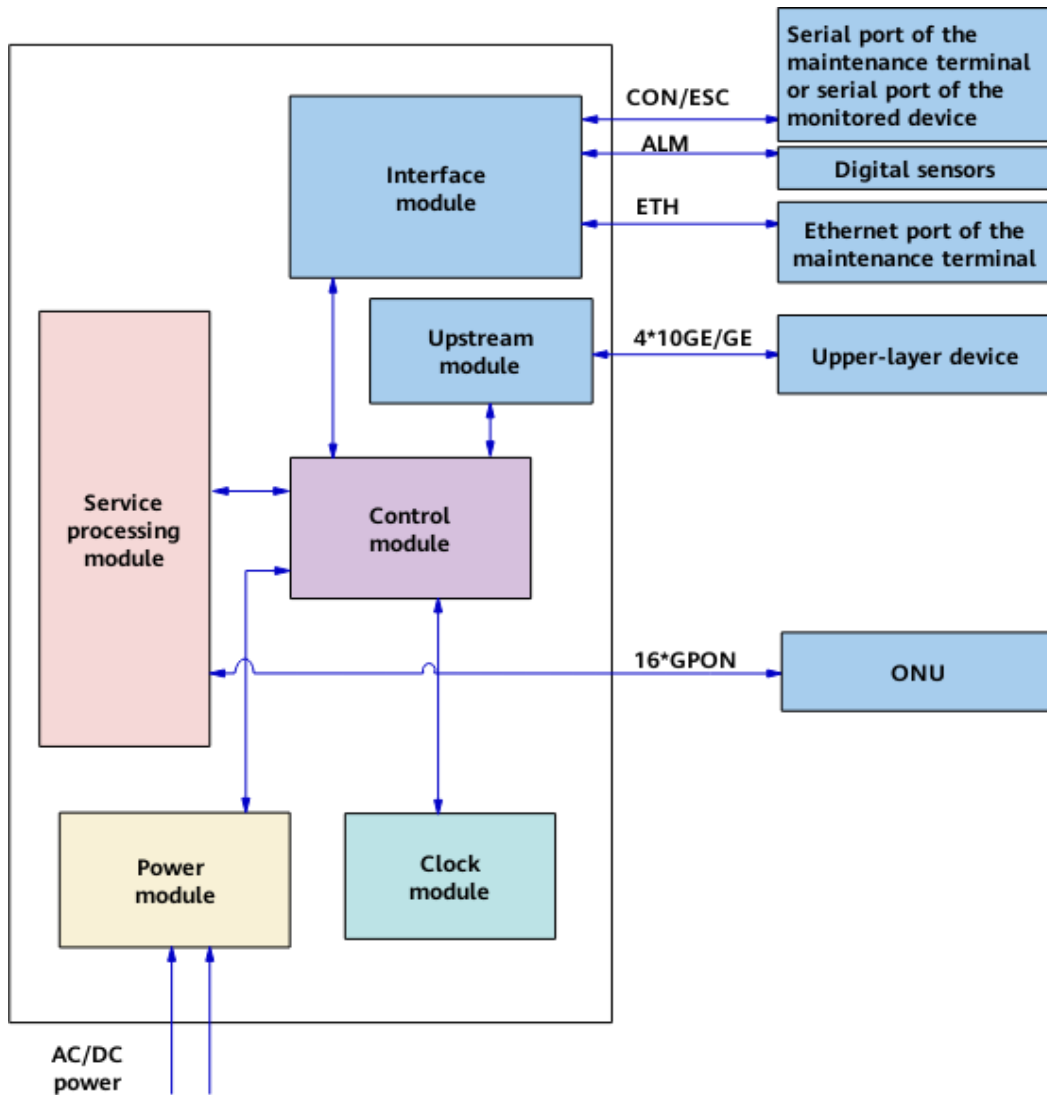 Serial port of the
maintenance terminal
or serial port of the
monitored device
CON/ESC
ALM
Digital sensors
Interface
module
ETH
Ethernet port of the
maintenance terminal
Upstream
module
4*10GE/GE
Upper-layer device
Service
processing
module
Control
module
16*GPON
ONU
Power
module
Clock
module
AC/DC
power